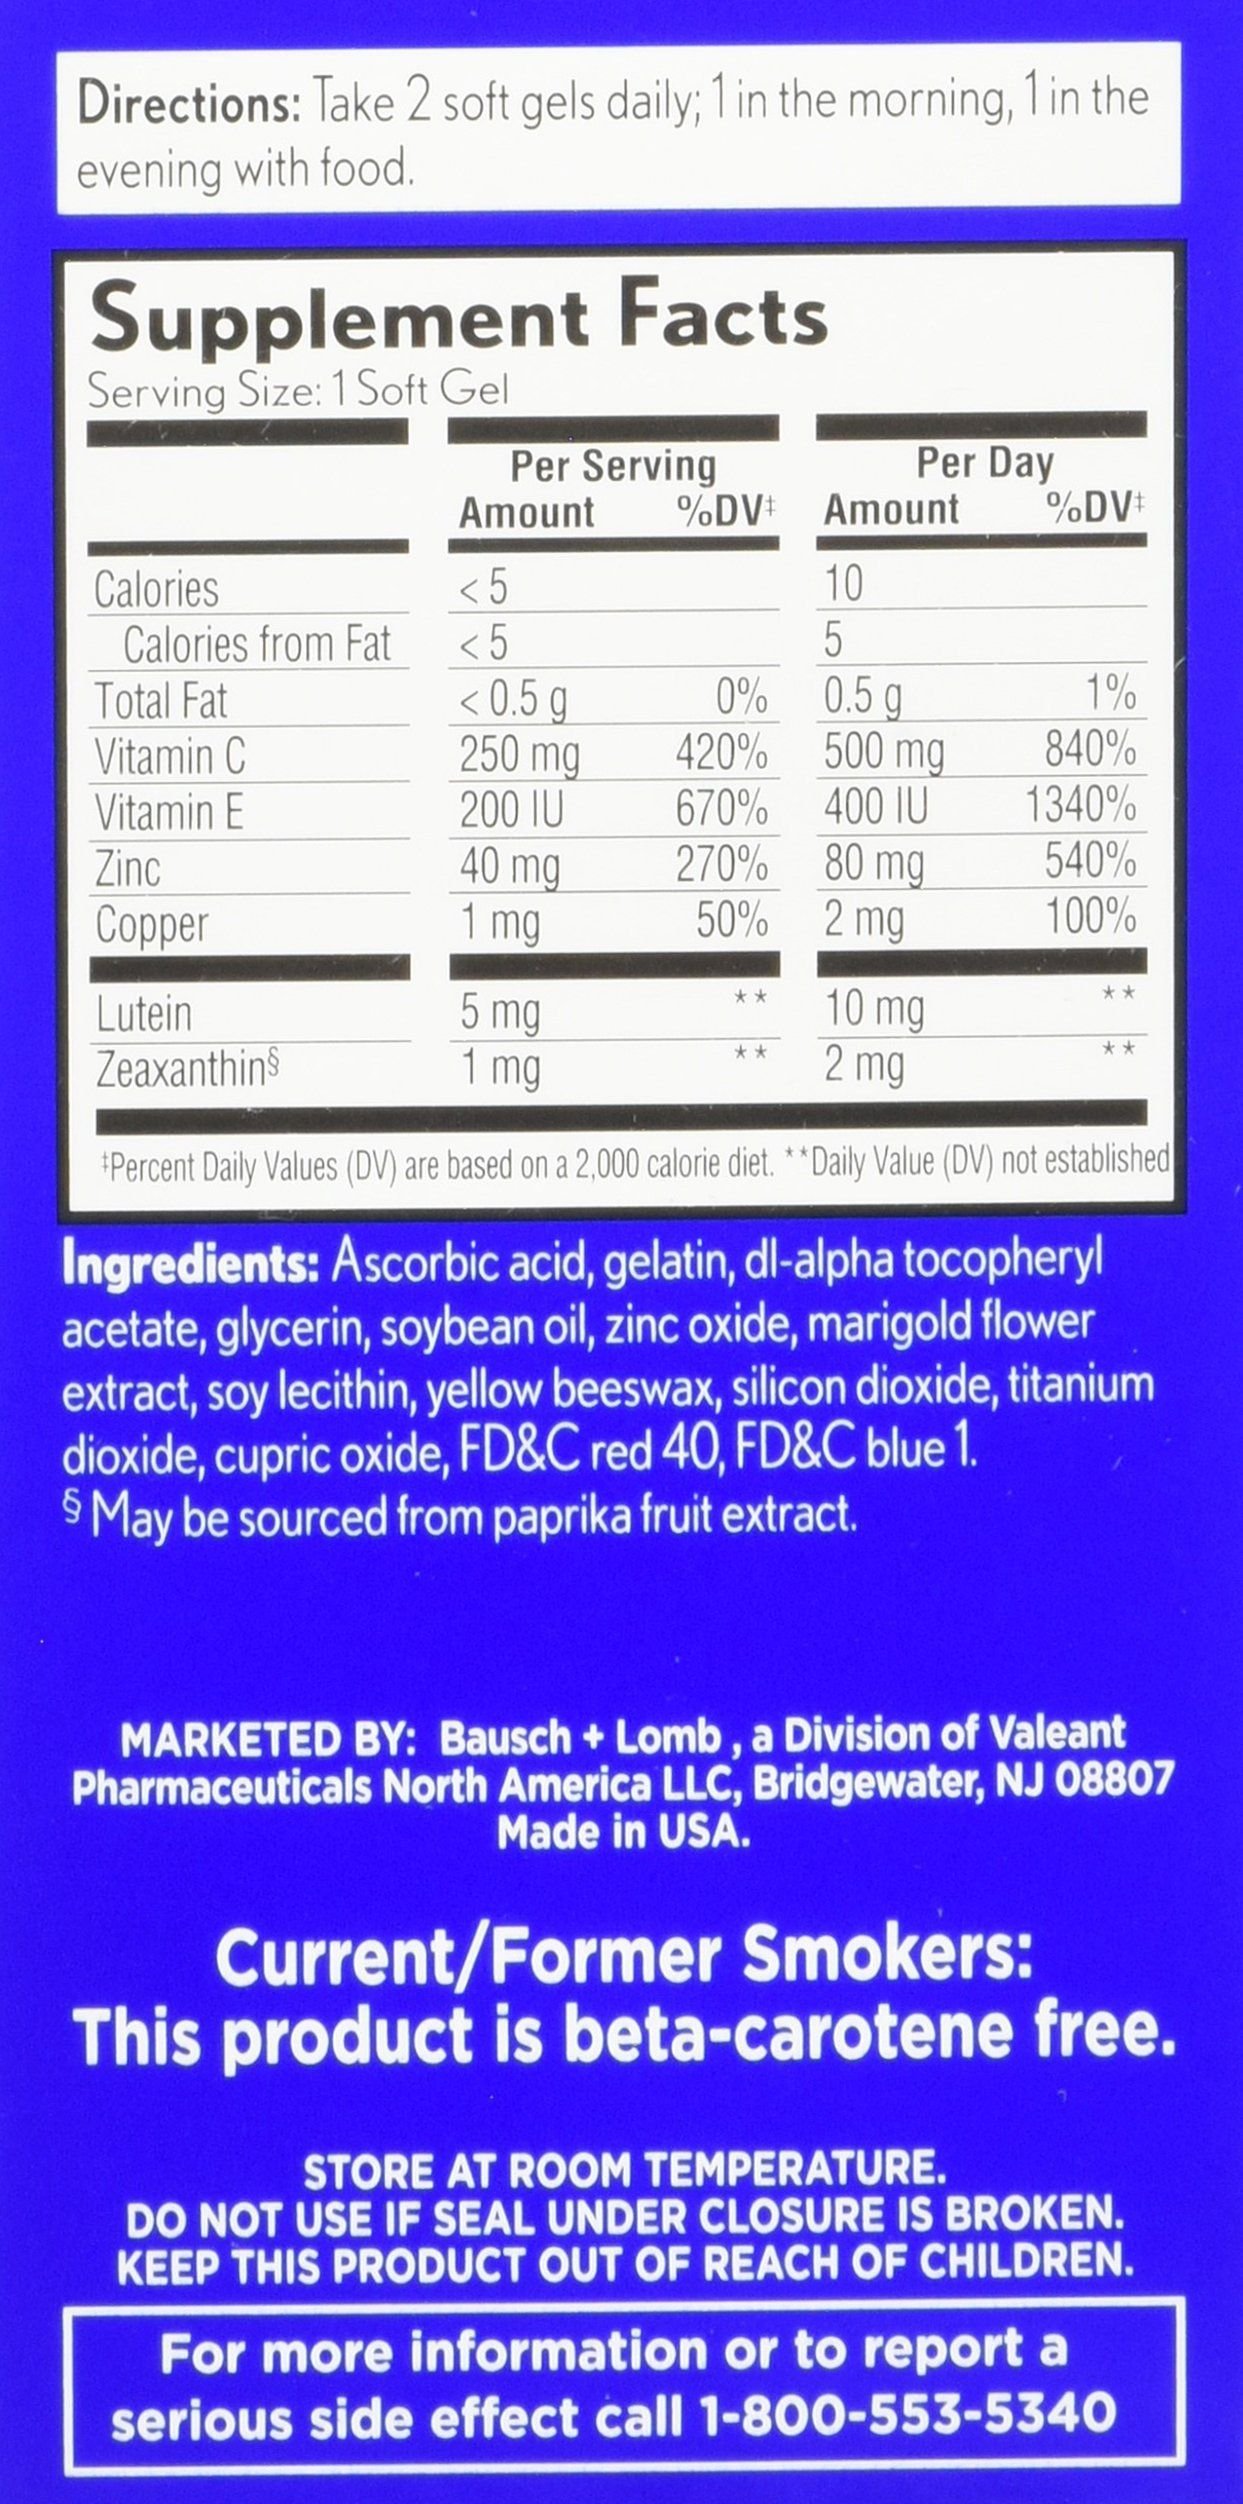 Directions: Take 2 soft gels daily; 1 in the morning, 1 in the
evening with food.
Supplement Facts
Serving Size: 1 Soft Gel
Per Serving Per Day
Amount %DV‡ Amount %DV‡
Calories < 5 10
Calories from Fat < 5 5
Total Fat < 0.5 g 0% 0.5 g 1%
Vitamin C 250 mg 420% 500 mg 840%
Vitamin E 200 IU 670% 400 IU 1340%
Zinc 40 mg 270% 80 mg 540%
Copper 1 mg 50% 2 mg 100%
Lutein 5 mg ** 10 mg **
Zeaxanthin§ 1 mg ** 2 mg **
‡Percent Daily Values (DV) are based on a 2,000 calorie diet. **Daily Value (DV) not established
Ingredients: Ascorbic acid, gelatin, dl-alpha tocopheryl
acetate, glycerin, soybean oil, zinc oxide, marigold flower
extract, soy lecithin, yellow beeswax, silicon dioxide, titanium
dioxide, cupric oxide, FD&C red 40, FD&C blue 1.
§ May be sourced from paprika fruit extract.
MARKETED BY: Bausch + Lomb , a Division of Valeant
Pharmaceuticals North America LLC, Bridgewater, NJ 08807
Made in USA.
Current/Former Smokers:
This product is beta-carotene free.
STORE AT ROOM TEMPERATURE.
DO NOT USE IF SEAL UNDER CLOSURE IS BROKEN.
KEEP THIS PRODUCT OUT OF REACH OF CHILDREN.
For more information or to report a
serious side effect call 1-800-553-5340